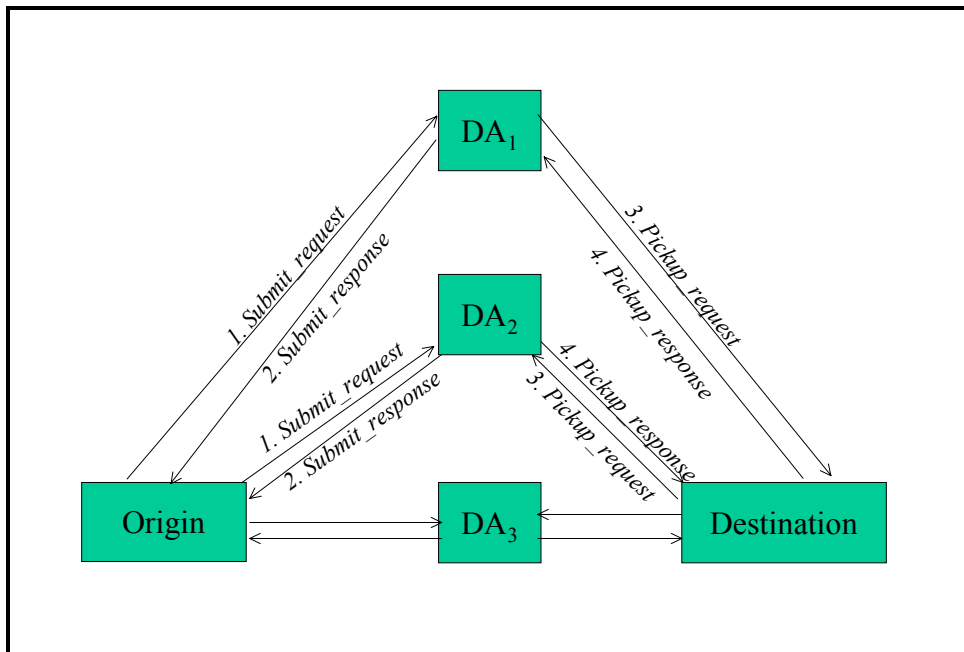 DA₁
1. Submit_request
2. Submit_response
3. Pickup_request
4. Pickup_response
DA₂
1. Submit_request
2. Submit_response
4. Pickup_response
3. Pickup_request
Origin
DA₃
Destination